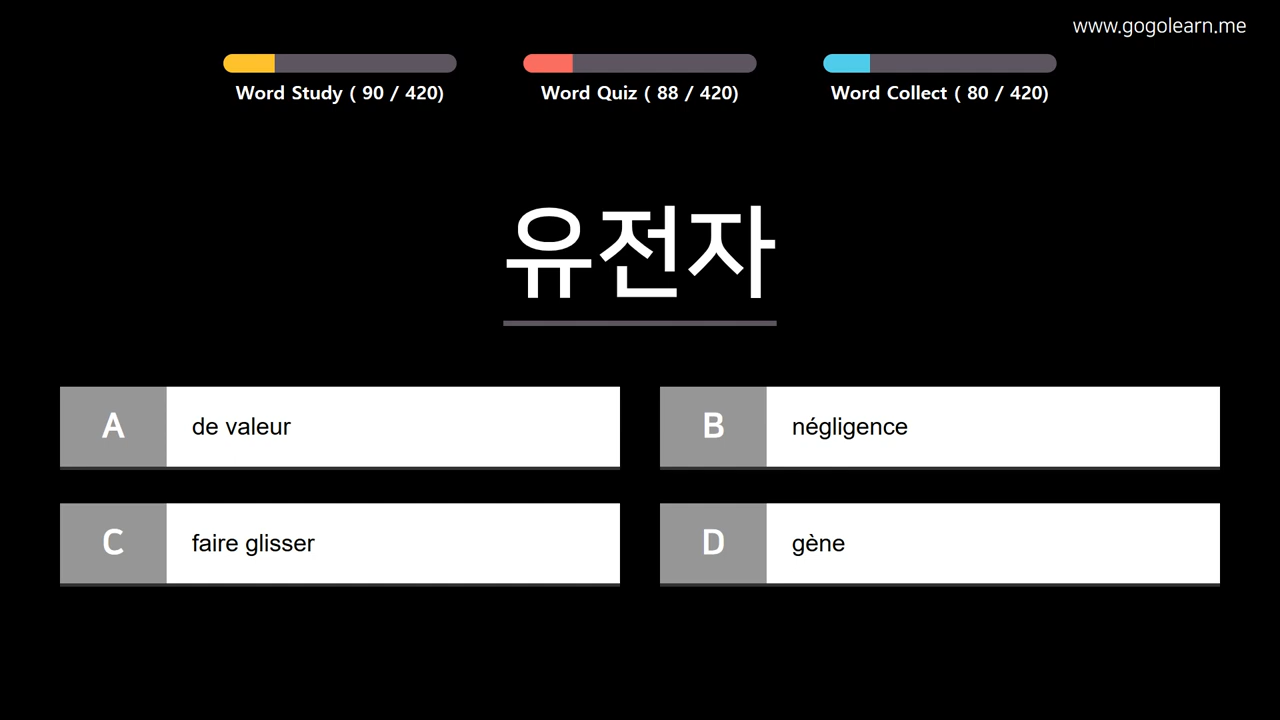 www.gogolearn.me
Word Study ( 90 / 420)
Word Quiz ( 88 / 420)
Word Collect ( 80 / 420)
유전자
A de valeur
B négligence
C faire glisser
D gène